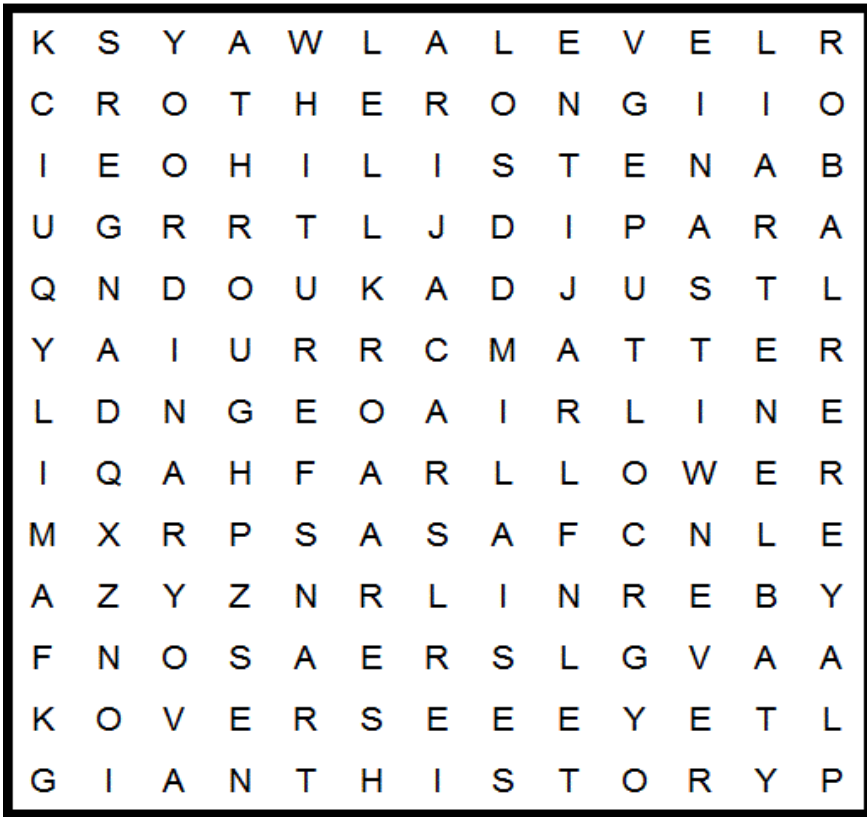 K S Y A W L A L E V E L R
C R O T H E R O N G I I O
I E O H I L I S T E N A B
U G R R T L J D I P A R A
Q N D O U K A D J U S T L
Y A I U R R C M A T T E R
L D N G E O A I R L I N E
I Q A H F A R L L O W E R
M X R P S A S A F C N L E
A Z Y Z N R L I N R E B Y
F N O S A E R S L G V A A
K O V E R S E E E Y E T L
G I A N T H I S T O R Y P